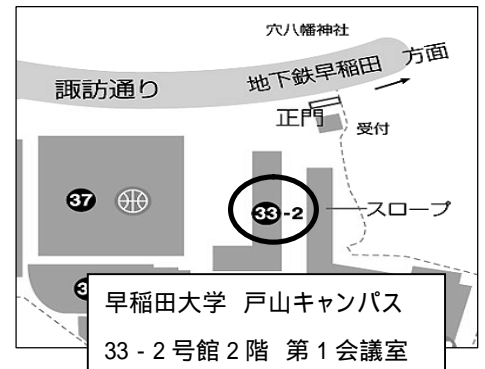 穴八幡神社
諏訪通り
地下鉄早稲田 方面
正門
受付
37
33-2
スロープ
早稲田大学 戸山キャンパス
33 - 2 号館 2 階 第 1 会議室